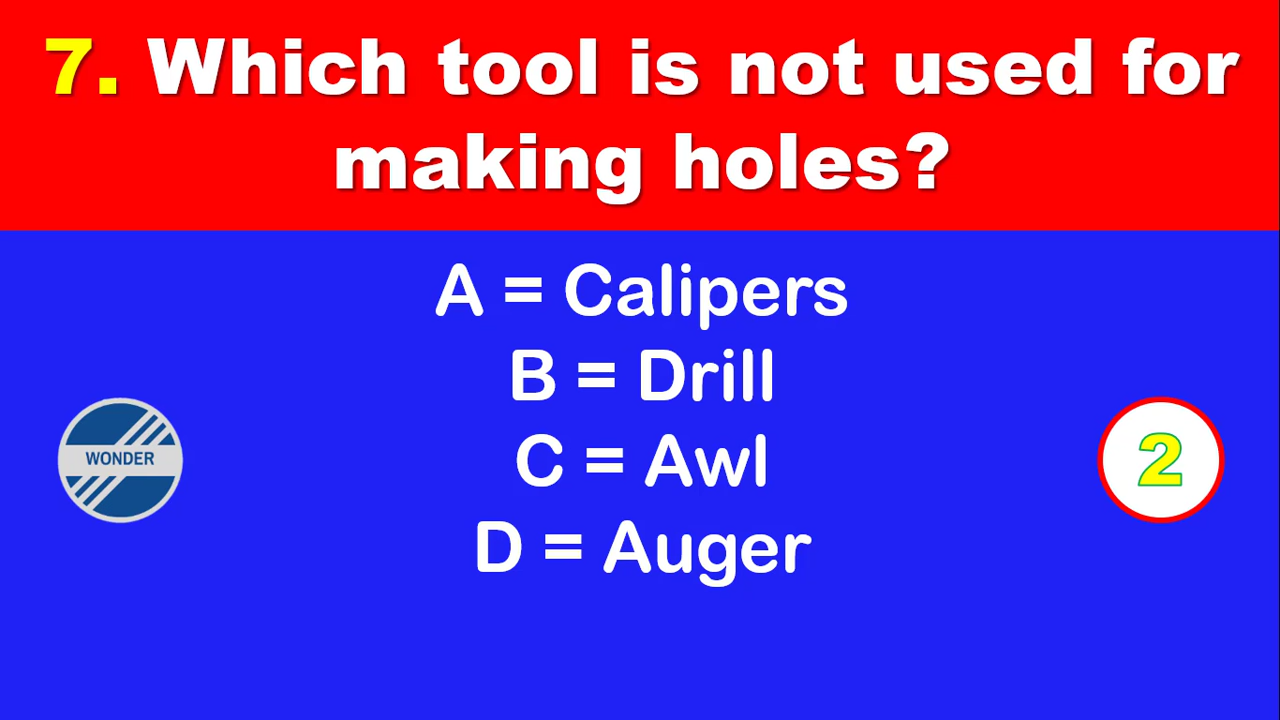 7. Which tool is not used for
making holes?
A = Calipers
B = Drill
C = Awl
D = Auger
WONDER
2